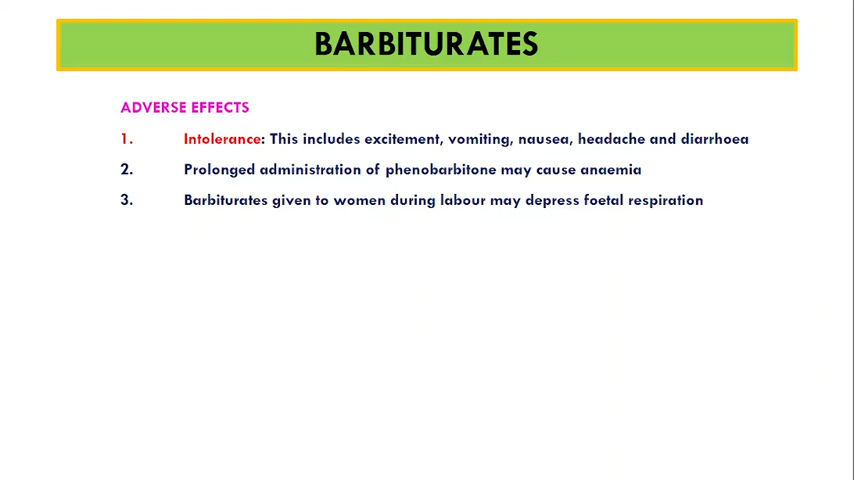 BARBITURATES
ADVERSE EFFECTS
1. Intolerance: This includes excitement, vomiting, nausea, headache and diarrhoea
2. Prolonged administration of phenobarbitone may cause anaemia
3. Barbiturates given to women during labour may depress foetal respiration